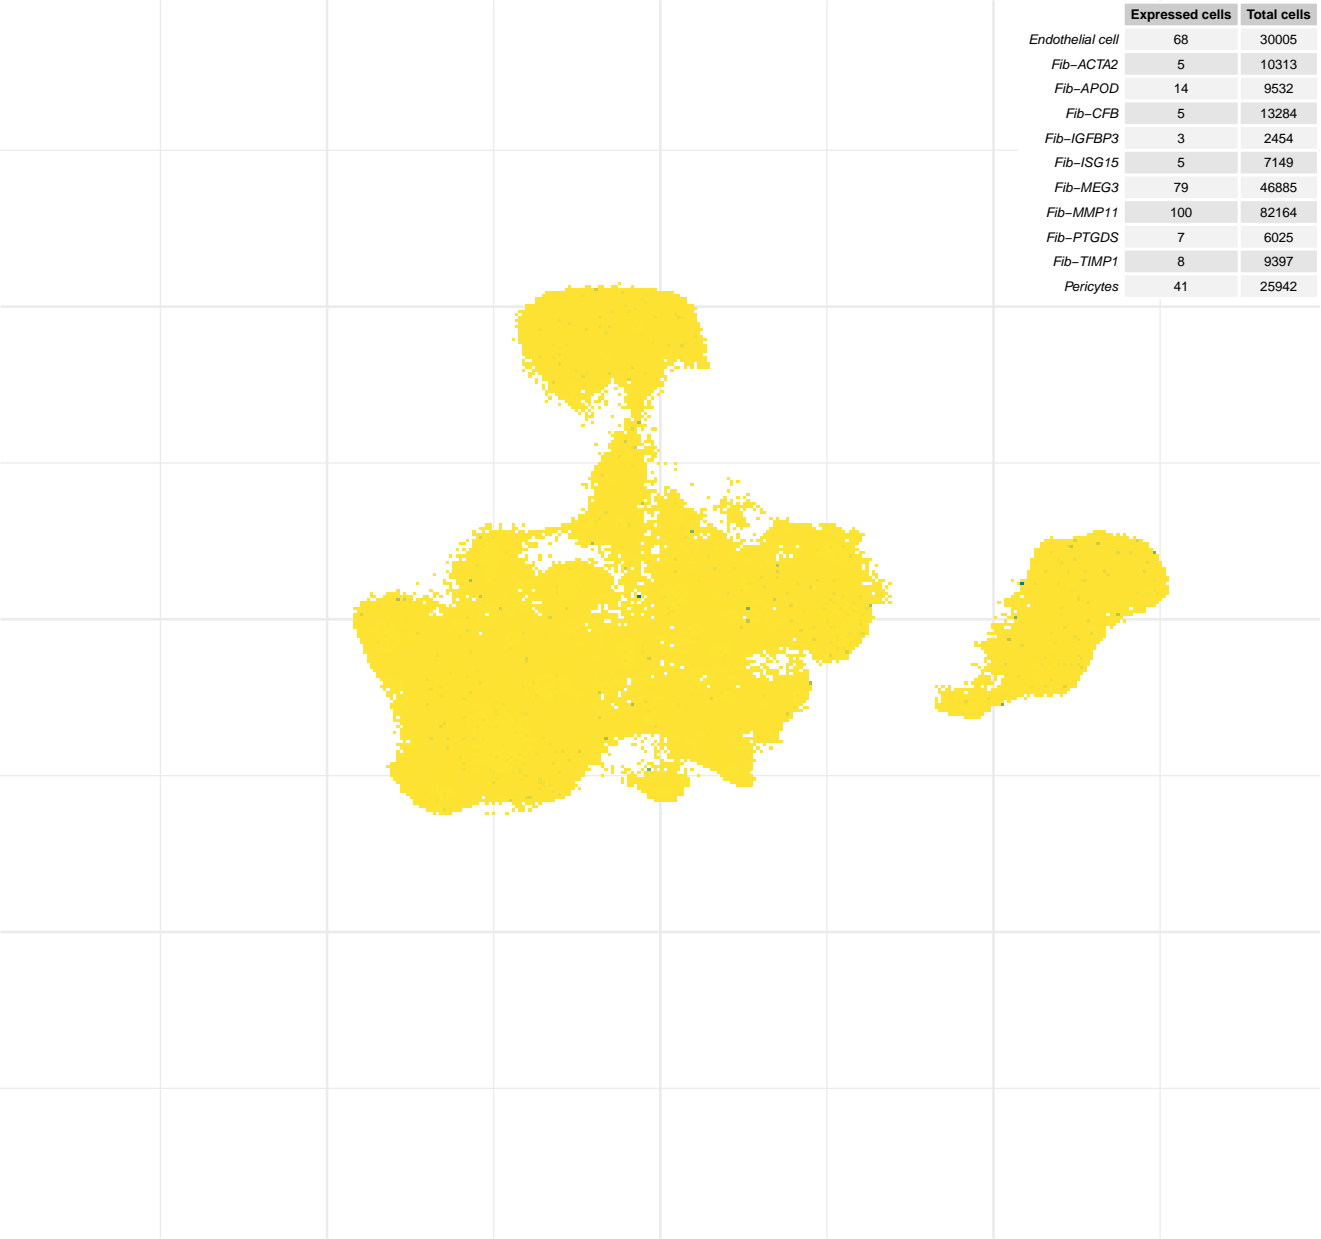 Expressed cells Total cells
Endothelial cell 68 30005
Fib−ACTA2 5 10313
Fib−APOD 14 9532
Fib−CFB 5 13284
Fib−IGFBP3 3 2454
Fib−ISG15 5 7149
Fib−MEG3 79 46885
Fib−MMP11 100 82164
Fib−PTGDS 7 6025
Fib−TIMP1 8 9397
Pericytes 41 25942